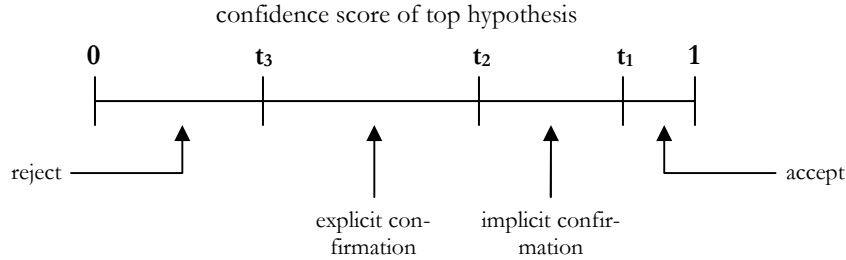 confidence score of top hypothesis
0 t₃ t₂ t₁ 1
reject
accept
explicit con-
firmation
implicit confir-
mation